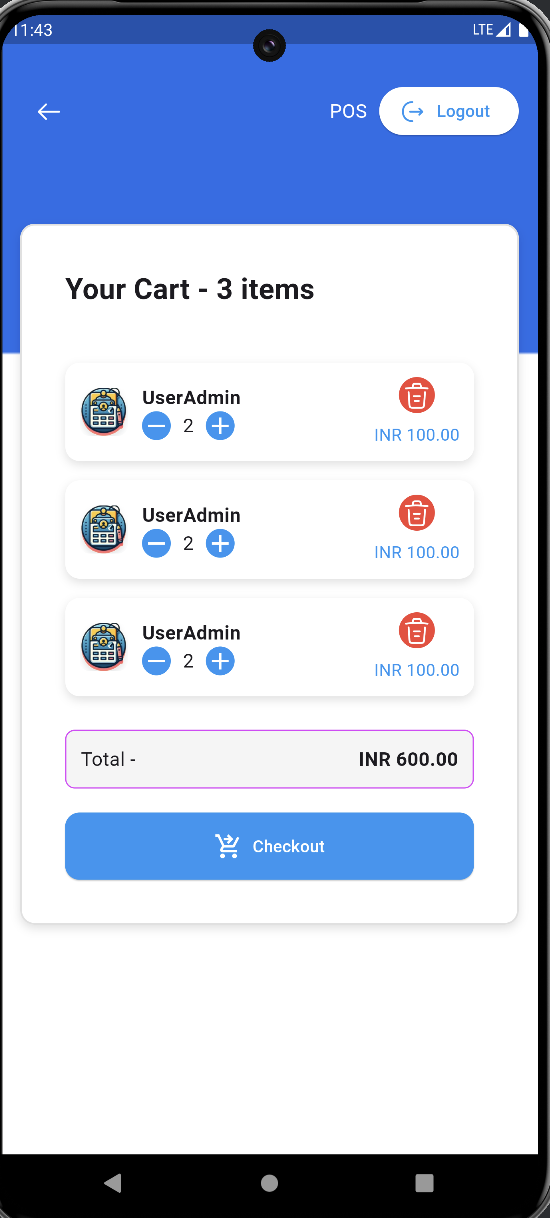 11:43
LTE
POS
Logout
Your Cart - 3 items
UserAdmin
2
INR 100.00
UserAdmin
2
INR 100.00
UserAdmin
2
INR 100.00
Total -
INR 600.00
Checkout